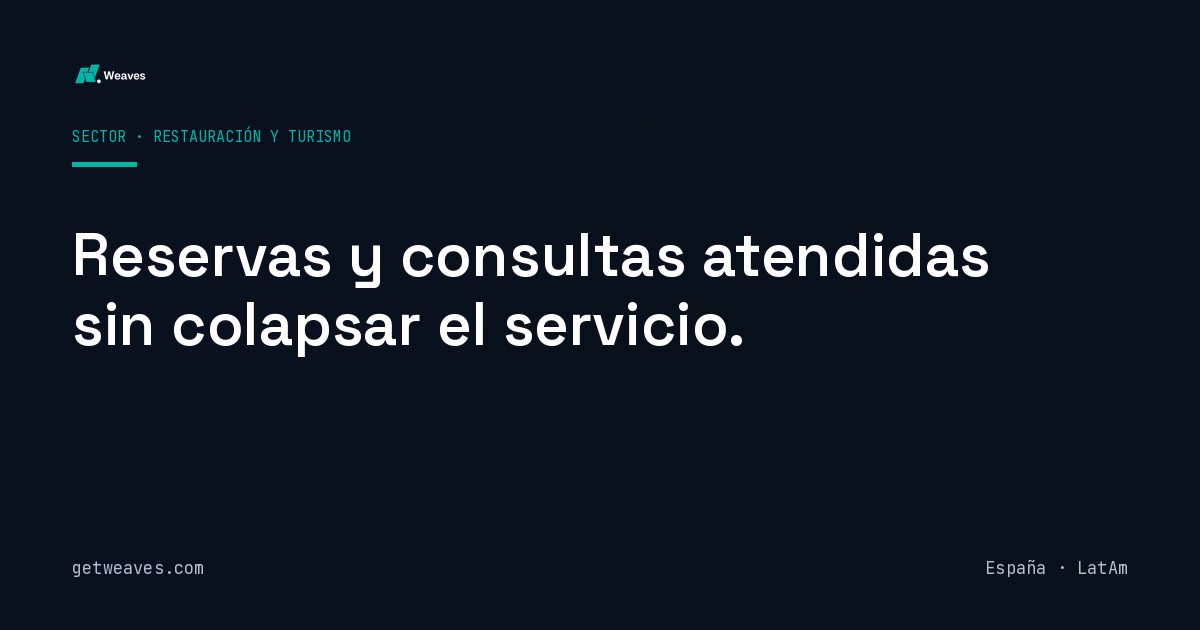 Weaves
SECTOR · RESTAURACIÓN Y TURISMO
Reservas y consultas atendidas
sin colapsar el servicio.
getweaves.com
España · LatAm